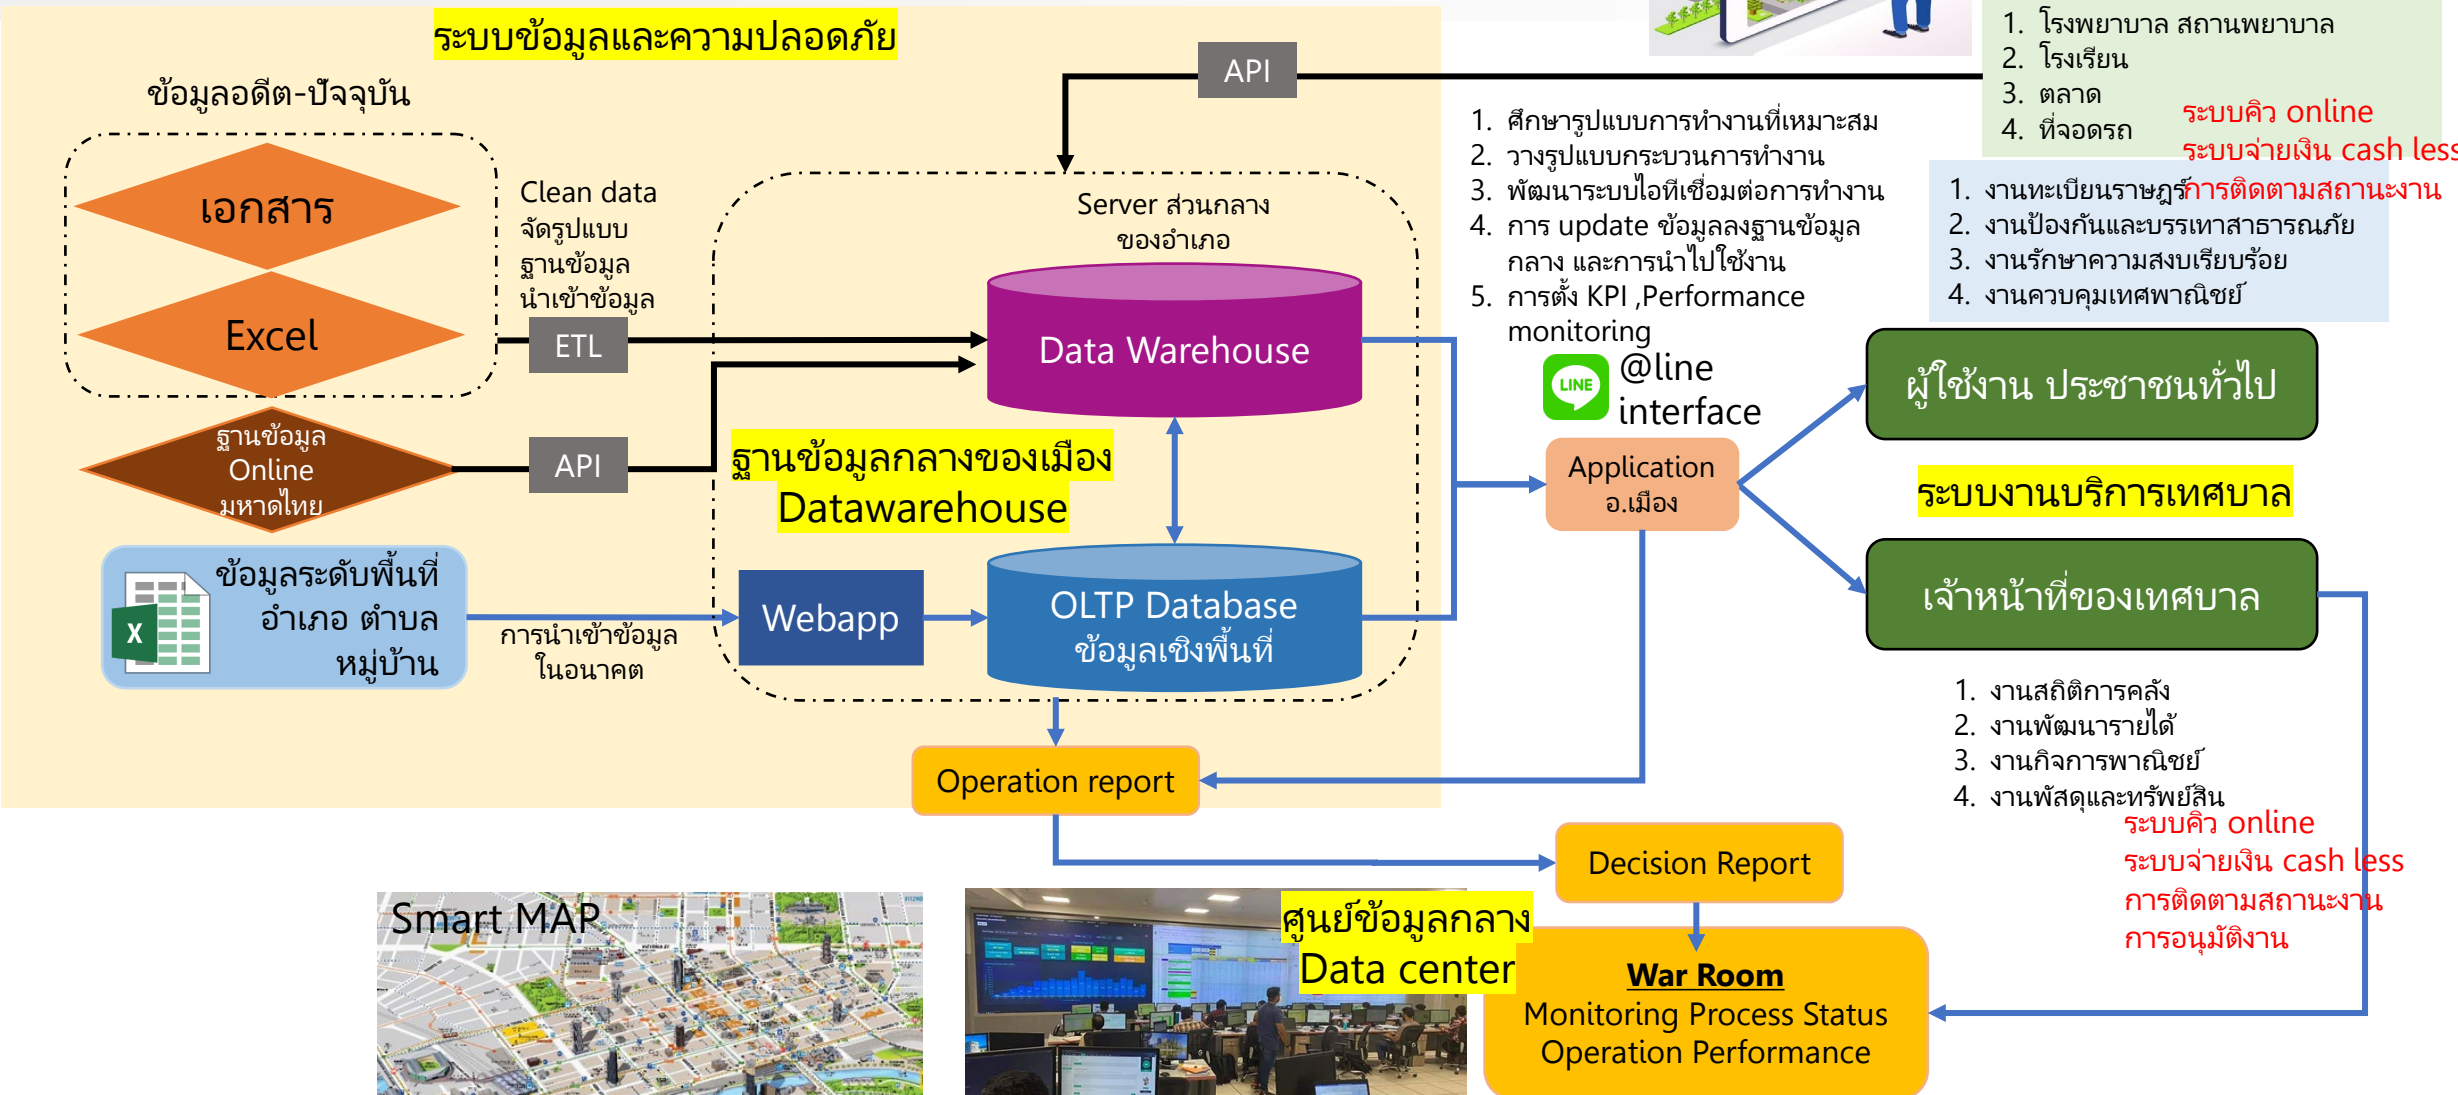 ระบบข้อมูลและความปลอดภัย
ข้อมูลอดีต-ปัจจุบัน
เอกสาร
Excel
ฐานข้อมูล
Online
มหาดไทย
Clean data
จัดรูปแบบ
ฐานข้อมูล
นำเข้าข้อมูล
ETL
API
API
Server ส่วนกลาง
ของอำเภอ
Data Warehouse
ฐานข้อมูลกลางของเมือง
Datawarehouse
ข้อมูลระดับพื้นที่
อำเภอ ตำบล
หมู่บ้าน
X
การนำเข้าข้อมูล
ในอนาคต
Webapp
OLTP Database
ข้อมูลเชิงพื้นที่
Operation report
1. ศึกษารูปแบบการทำงานที่เหมาะสม
2. วางรูปแบบกระบวนการทำงาน
3. พัฒนาระบบไอทีเชื่อมต่อการทำงาน
4. การ update ข้อมูลลงฐานข้อมูล
กลาง และการนำไปใช้งาน
5. การตั้ง KPI ,Performance
monitoring
LINE
@line
interface
Application
อ.เมือง
1. โรงพยาบาล สถานพยาบาล
2. โรงเรียน
3. ตลาด
4. ที่จอดรถ
ระบบคิว online
ระบบจ่ายเงิน cash less
การติดตามสถานะงาน
1. งานทะเบียนราษฎร์
2. งานป้องกันและบรรเทาสาธารณภัย
3. งานรักษาความสงบเรียบร้อย
4. งานควบคุมเทศพาณิชย์
ผู้ใช้งาน ประชาชนทั่วไป
ระบบงานบริการเทศบาล
เจ้าหน้าที่ของเทศบาล
1. งานสถิติการคลัง
2. งานพัฒนารายได้
3. งานกิจการพาณิชย์
4. งานพัสดุและทรัพย์สิน
ระบบคิว online
ระบบจ่ายเงิน cash less
การติดตามสถานะงาน
การอนุมัติงาน
Decision Report
Smart MAP
ศูนย์ข้อมูลกลาง
Data center
War Room
Monitoring Process Status
Operation Performance